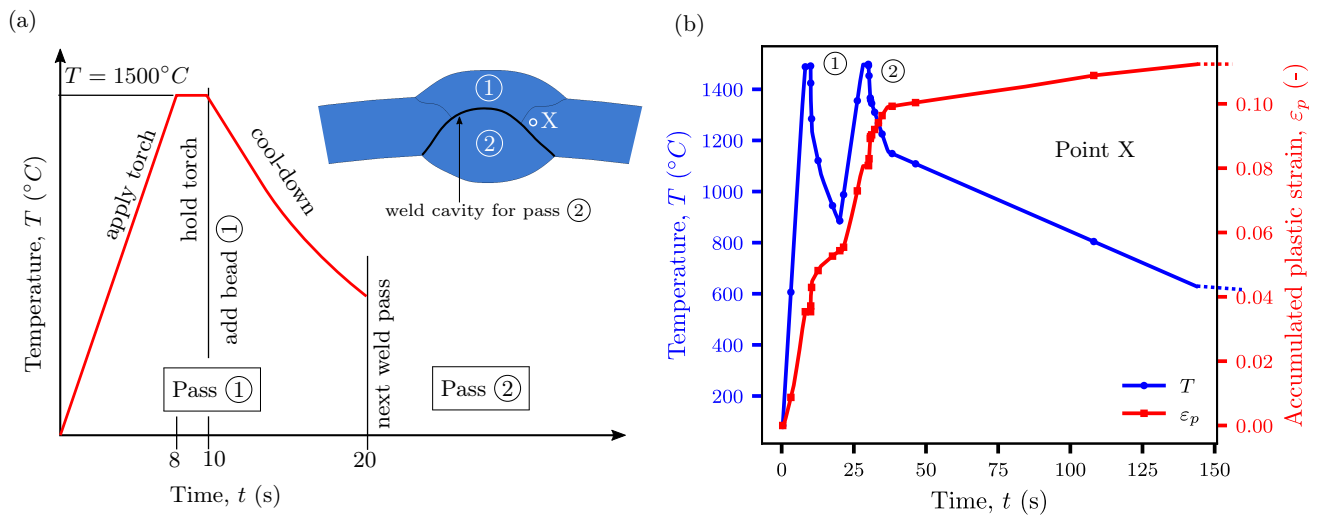 (a)
T = 1500°C
Temperature, T (°C)
apply torch
hold torch
add bead ①
cool-down
next weld pass
Pass ①
Pass ②
8
10
20
Time, t (s)
①
X
②
weld cavity for pass ②
(b)
①
②
Point X
1400
1200
1000
800
600
400
200
Temperature, T (°C)
0.10
0.08
0.06
0.04
0.02
0.00
Accumulated plastic strain, εp (-)
T
εp
0
25
50
75
100
125
150
Time, t (s)